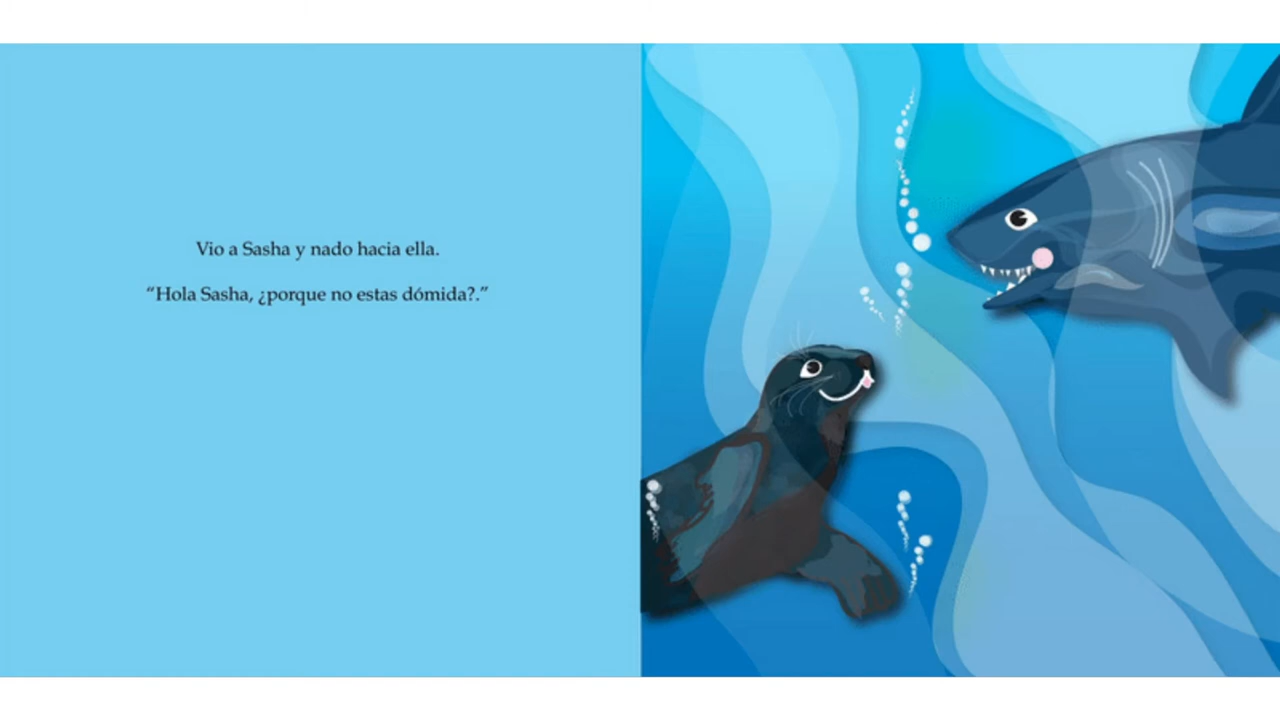 Vio a Sasha y nado hacia ella.
“Hola Sasha, ¿porque no estas dómida?.”